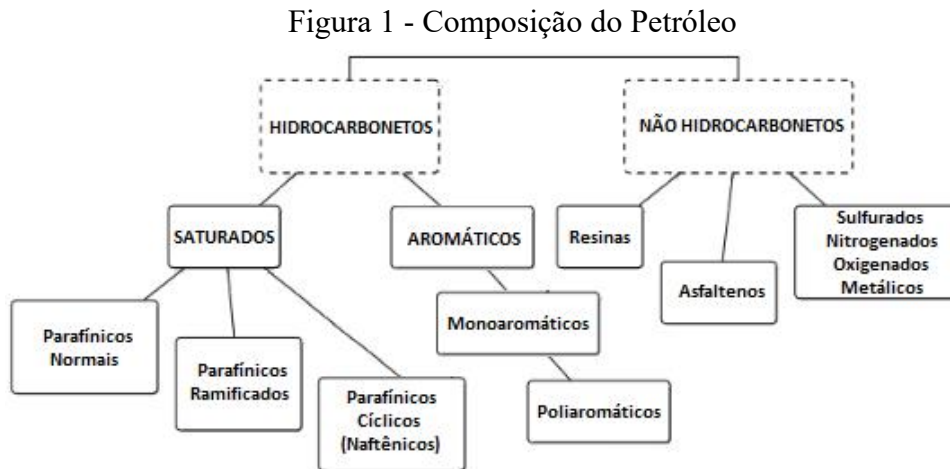 Figura 1 - Composição do Petróleo
HIDROCARBONETOS
NÃO HIDROCARBONETOS
SATURADOS
AROMÁTICOS
Resinas
Asfaltenos
Sulfurados
Nitrogenados
Oxigenados
Metálicos
Parafínicos
Normais
Parafínicos
Ramificados
Parafínicos
Cíclicos
(Naftênicos)
Monoaromáticos
Poliaromáticos